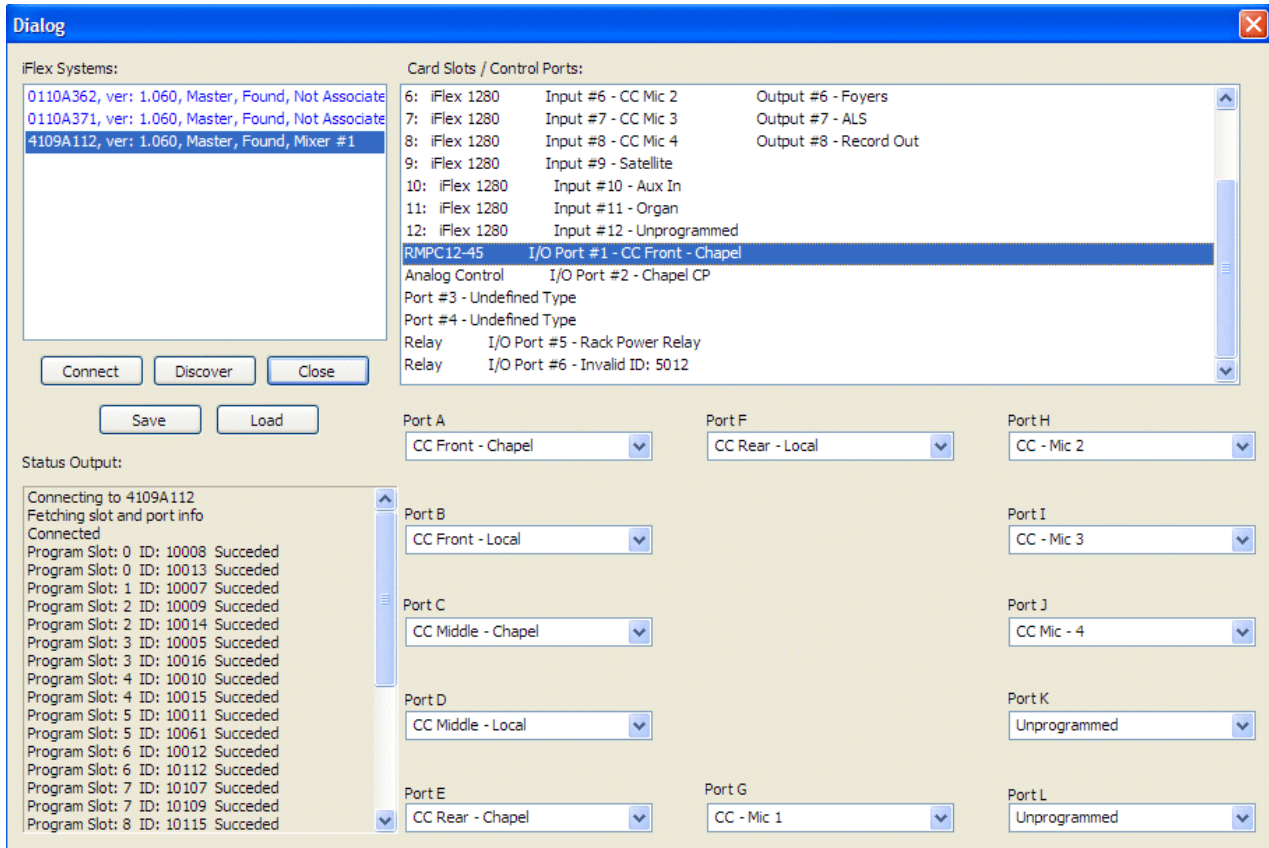 Dialog
iFlex Systems:
0110A362, ver: 1.060, Master, Found, Not Associate
0110A371, ver: 1.060, Master, Found, Not Associate
4109A112, ver: 1.060, Master, Found, Mixer #1
Connect Discover Close
Save Load
Card Slots / Control Ports:
6: iFlex 1280 Input #6 - CC Mic 2 Output #6 - Foyers
7: iFlex 1280 Input #7 - CC Mic 3 Output #7 - ALS
8: iFlex 1280 Input #8 - CC Mic 4 Output #8 - Record Out
9: iFlex 1280 Input #9 - Satellite
10: iFlex 1280 Input #10 - Aux In
11: iFlex 1280 Input #11 - Organ
12: iFlex 1280 Input #12 - Unprogrammed
RMPC12-45 I/O Port #1 - CC Front - Chapel
Analog Control I/O Port #2 - Chapel CP
Port #3 - Undefined Type
Port #4 - Undefined Type
Relay I/O Port #5 - Rack Power Relay
Relay I/O Port #6 - Invalid ID: 5012
Status Output:
Connecting to 4109A112
Fetching slot and port info
Connected
Program Slot: 0 ID: 10008 Succeded
Program Slot: 0 ID: 10013 Succeded
Program Slot: 1 ID: 10007 Succeded
Program Slot: 2 ID: 10009 Succeded
Program Slot: 2 ID: 10014 Succeded
Program Slot: 3 ID: 10005 Succeded
Program Slot: 3 ID: 10016 Succeded
Program Slot: 4 ID: 10010 Succeded
Program Slot: 4 ID: 10015 Succeded
Program Slot: 5 ID: 10011 Succeded
Program Slot: 5 ID: 10061 Succeded
Program Slot: 6 ID: 10012 Succeded
Program Slot: 6 ID: 10112 Succeded
Program Slot: 7 ID: 10107 Succeded
Program Slot: 7 ID: 10109 Succeded
Program Slot: 8 ID: 10115 Succeded
Port A
CC Front - Chapel
Port B
CC Front - Local
Port C
CC Middle - Chapel
Port D
CC Middle - Local
Port E
CC Rear - Chapel
Port F
CC Rear - Local
Port G
CC - Mic 1
Port H
CC - Mic 2
Port I
CC - Mic 3
Port J
CC Mic - 4
Port K
Unprogrammed
Port L
Unprogrammed